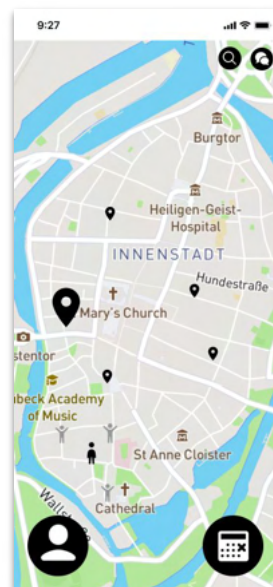 9:27
Burgtor
Heiligen-Geist-
Hospital
INNENSTADT
Hundestraße
Mary's Church
stentor
beck Academy
of Music
St Anne Cloister
Cathedral